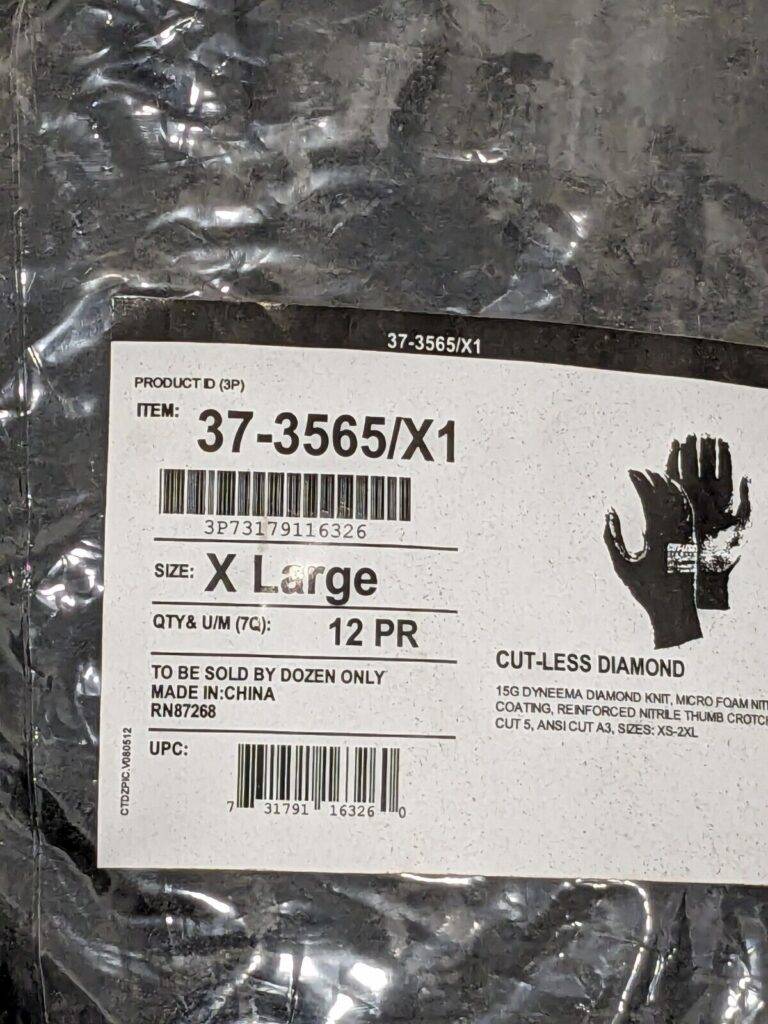 37-3565/X1
PRODUCT ID (3P)
ITEM: 37-3565/X1
3P73179116326
SIZE: X Large
QTY& U/M (7Q): 12 PR
TO BE SOLD BY DOZEN ONLY
MADE IN:CHINA
RN87268
UPC:
7 31791 16326 0
CTDZPIC.V080512
CUT-LESS DIAMOND
15G DYNEEMA DIAMOND KNIT, MICRO FOAM
COATING, REINFORCED NITRILE THUMB
CUT 5, ANSI CUT A3, SIZES: XS-2XL